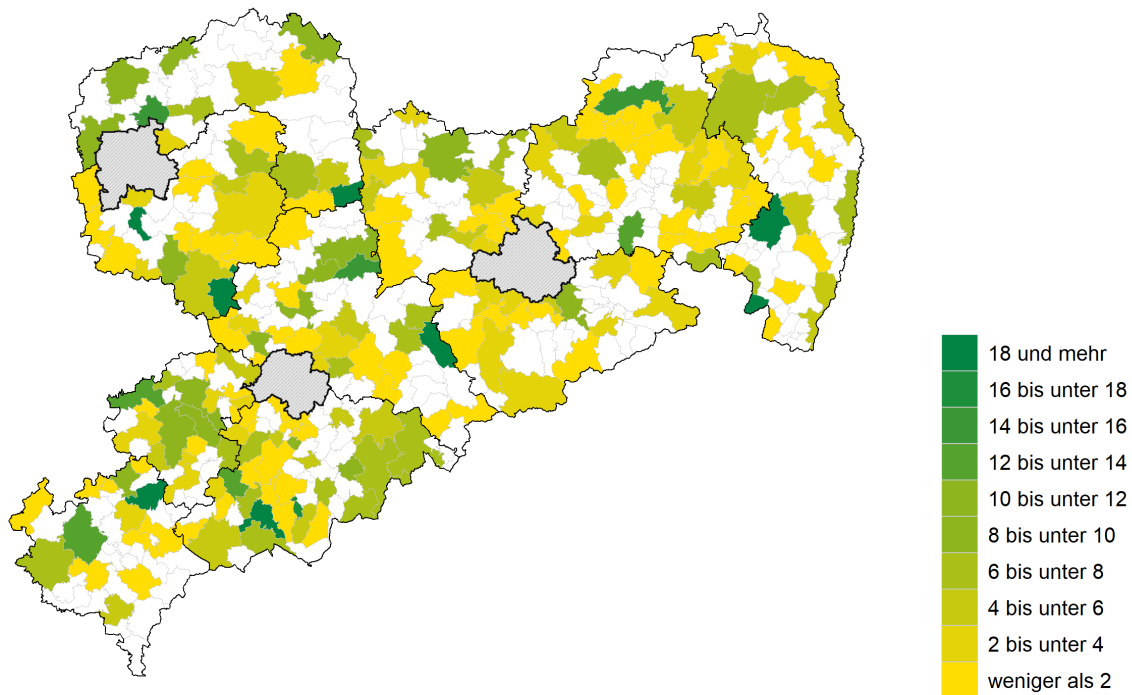 18 und mehr
16 bis unter 18
14 bis unter 16
12 bis unter 14
10 bis unter 12
8 bis unter 10
6 bis unter 8
4 bis unter 6
2 bis unter 4
weniger als 2